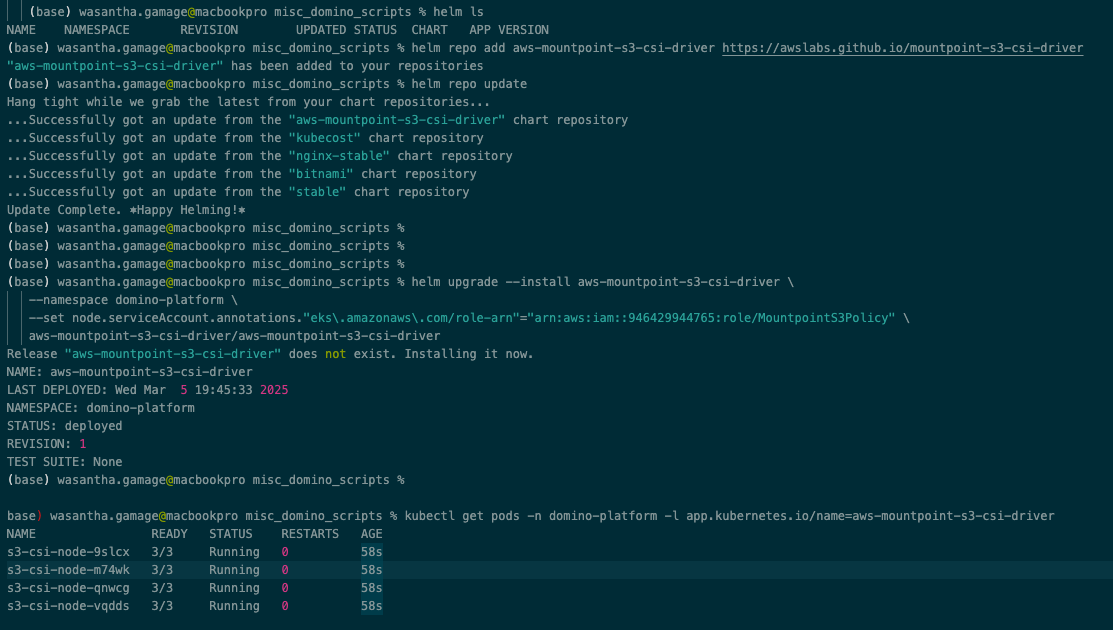 (base) wasantha.gamage@macbookpro misc_domino_scripts % helm ls
NAME    NAMESPACE       REVISION        UPDATED STATUS  CHART   APP VERSION
(base) wasantha.gamage@macbookpro misc_domino_scripts % helm repo add aws-mountpoint-s3-csi-driver https://awslabs.github.io/mountpoint-s3-csi-driver
"aws-mountpoint-s3-csi-driver" has been added to your repositories
(base) wasantha.gamage@macbookpro misc_domino_scripts % helm repo update
Hang tight while we grab the latest from your chart repositories...
...Successfully got an update from the "aws-mountpoint-s3-csi-driver" chart repository
...Successfully got an update from the "kubecost" chart repository
...Successfully got an update from the "nginx-stable" chart repository
...Successfully got an update from the "bitnami" chart repository
...Successfully got an update from the "stable" chart repository
Update Complete. *Happy Helming!*
(base) wasantha.gamage@macbookpro misc_domino_scripts %
(base) wasantha.gamage@macbookpro misc_domino_scripts %
(base) wasantha.gamage@macbookpro misc_domino_scripts %
(base) wasantha.gamage@macbookpro misc_domino_scripts % helm upgrade --install aws-mountpoint-s3-csi-driver \
--namespace domino-platform \
--set node.serviceAccount.annotations."eks\.amazonaws\.com/role-arn"="arn:aws:iam::946429944765:role/MountpointS3Policy" \
aws-mountpoint-s3-csi-driver/aws-mountpoint-s3-csi-driver
Release "aws-mountpoint-s3-csi-driver" does not exist. Installing it now.
NAME: aws-mountpoint-s3-csi-driver
LAST DEPLOYED: Wed Mar  5 19:45:33 2025
NAMESPACE: domino-platform
STATUS: deployed
REVISION: 1
TEST SUITE: None
(base) wasantha.gamage@macbookpro misc_domino_scripts %
base) wasantha.gamage@macbookpro misc_domino_scripts % kubectl get pods -n domino-platform -l app.kubernetes.io/name=aws-mountpoint-s3-csi-driver
NAME                READY   STATUS    RESTARTS   AGE
s3-csi-node-9slcx   3/3     Running   0          58s
s3-csi-node-m74wk   3/3     Running   0          58s
s3-csi-node-qnwcg   3/3     Running   0          58s
s3-csi-node-vqdds   3/3     Running   0          58s